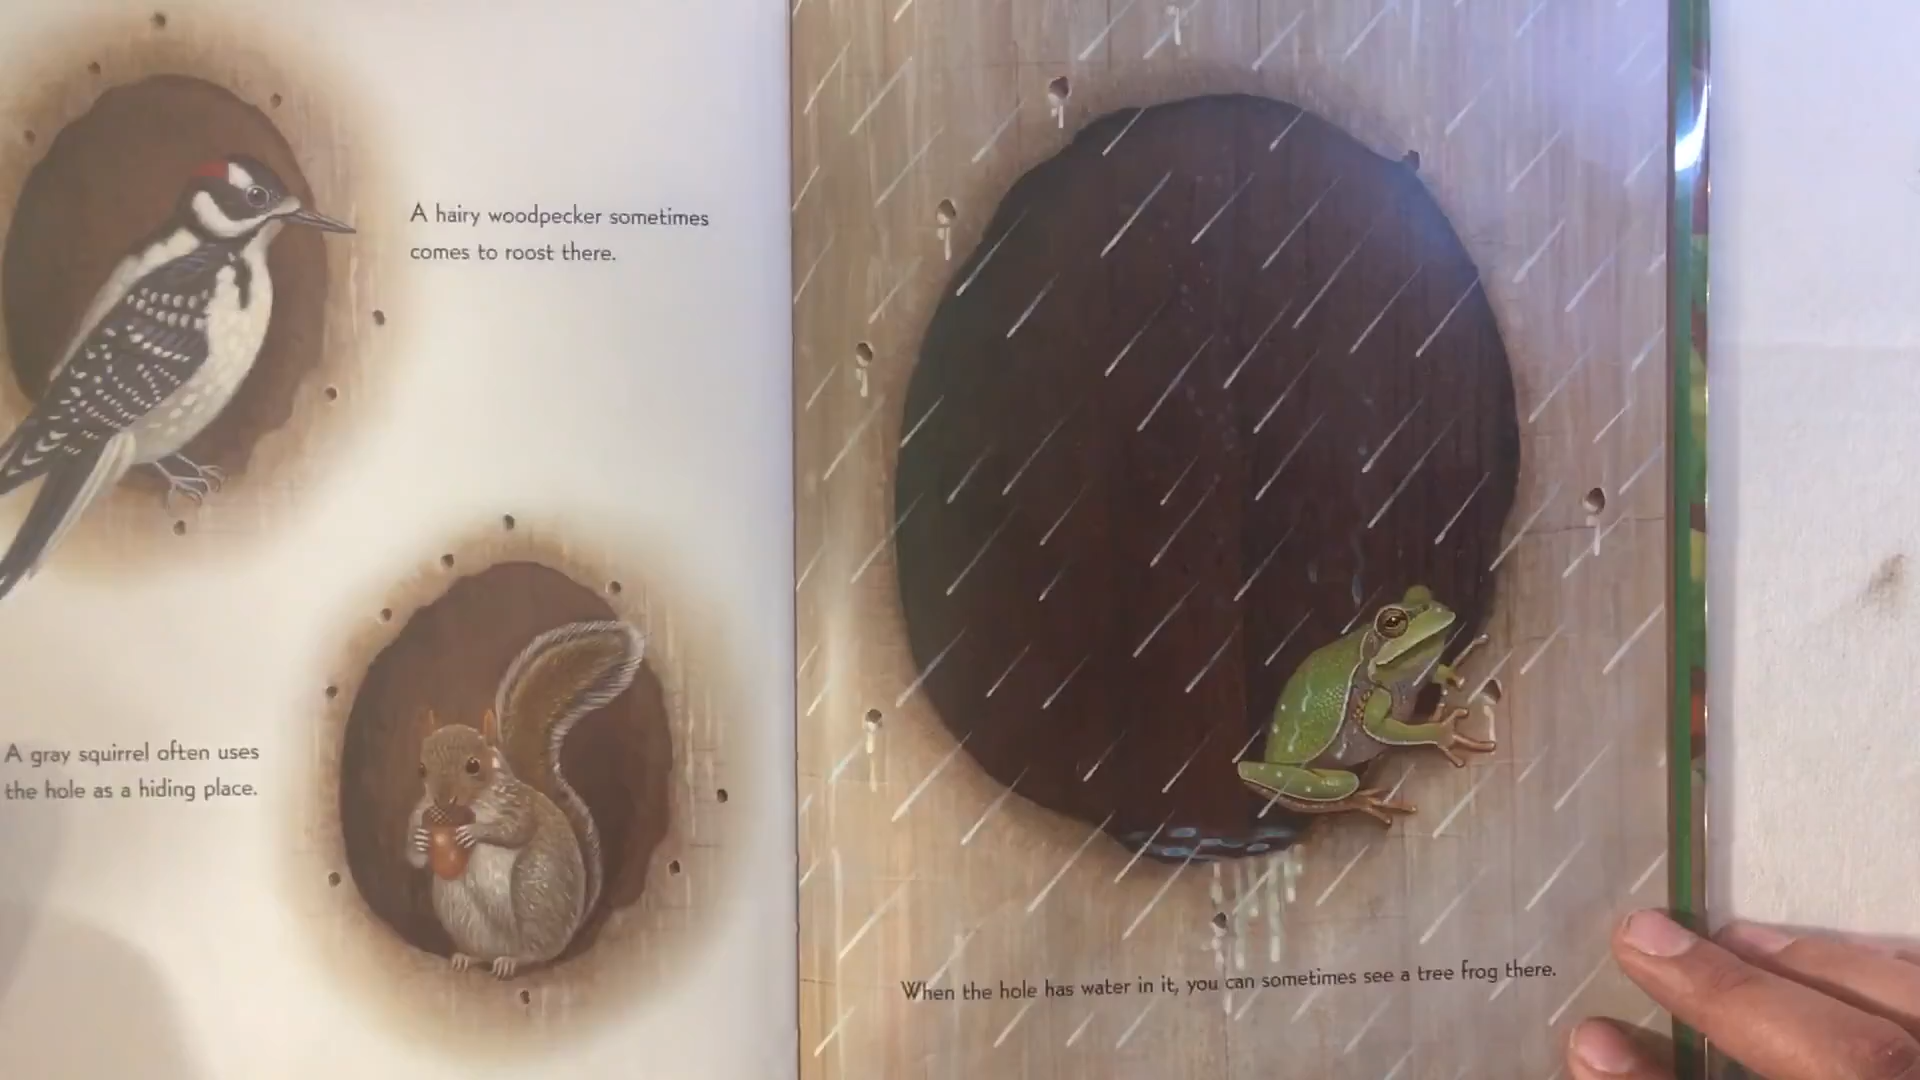 A hairy woodpecker sometimes
comes to roost there.
A gray squirrel often uses
the hole as a hiding place.
When the hole has water in it, you can sometimes see a tree frog there.